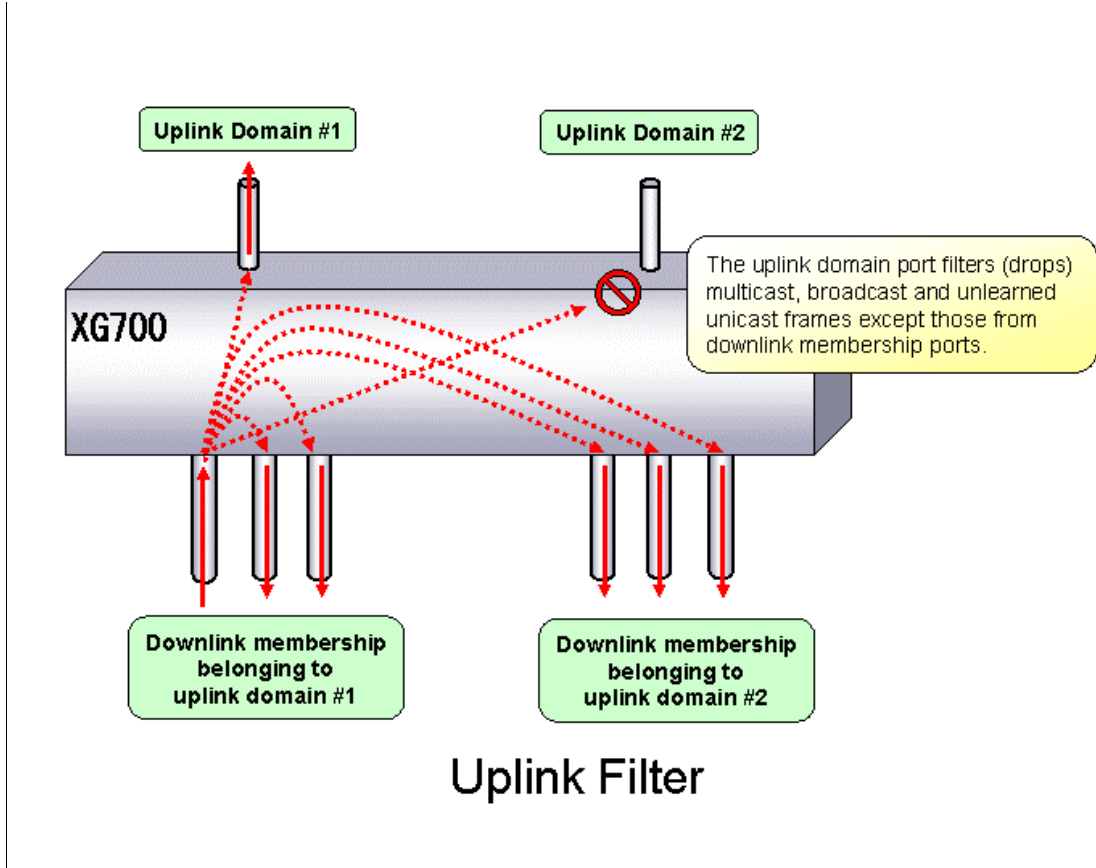 Uplink Domain #1
Uplink Domain #2
The uplink domain port filters (drops)
multicast, broadcast and unlearned
unicast frames except those from
downlink membership ports.
XG700
Downlink membership
belonging to
uplink domain #1
Downlink membership
belonging to
uplink domain #2
Uplink Filter